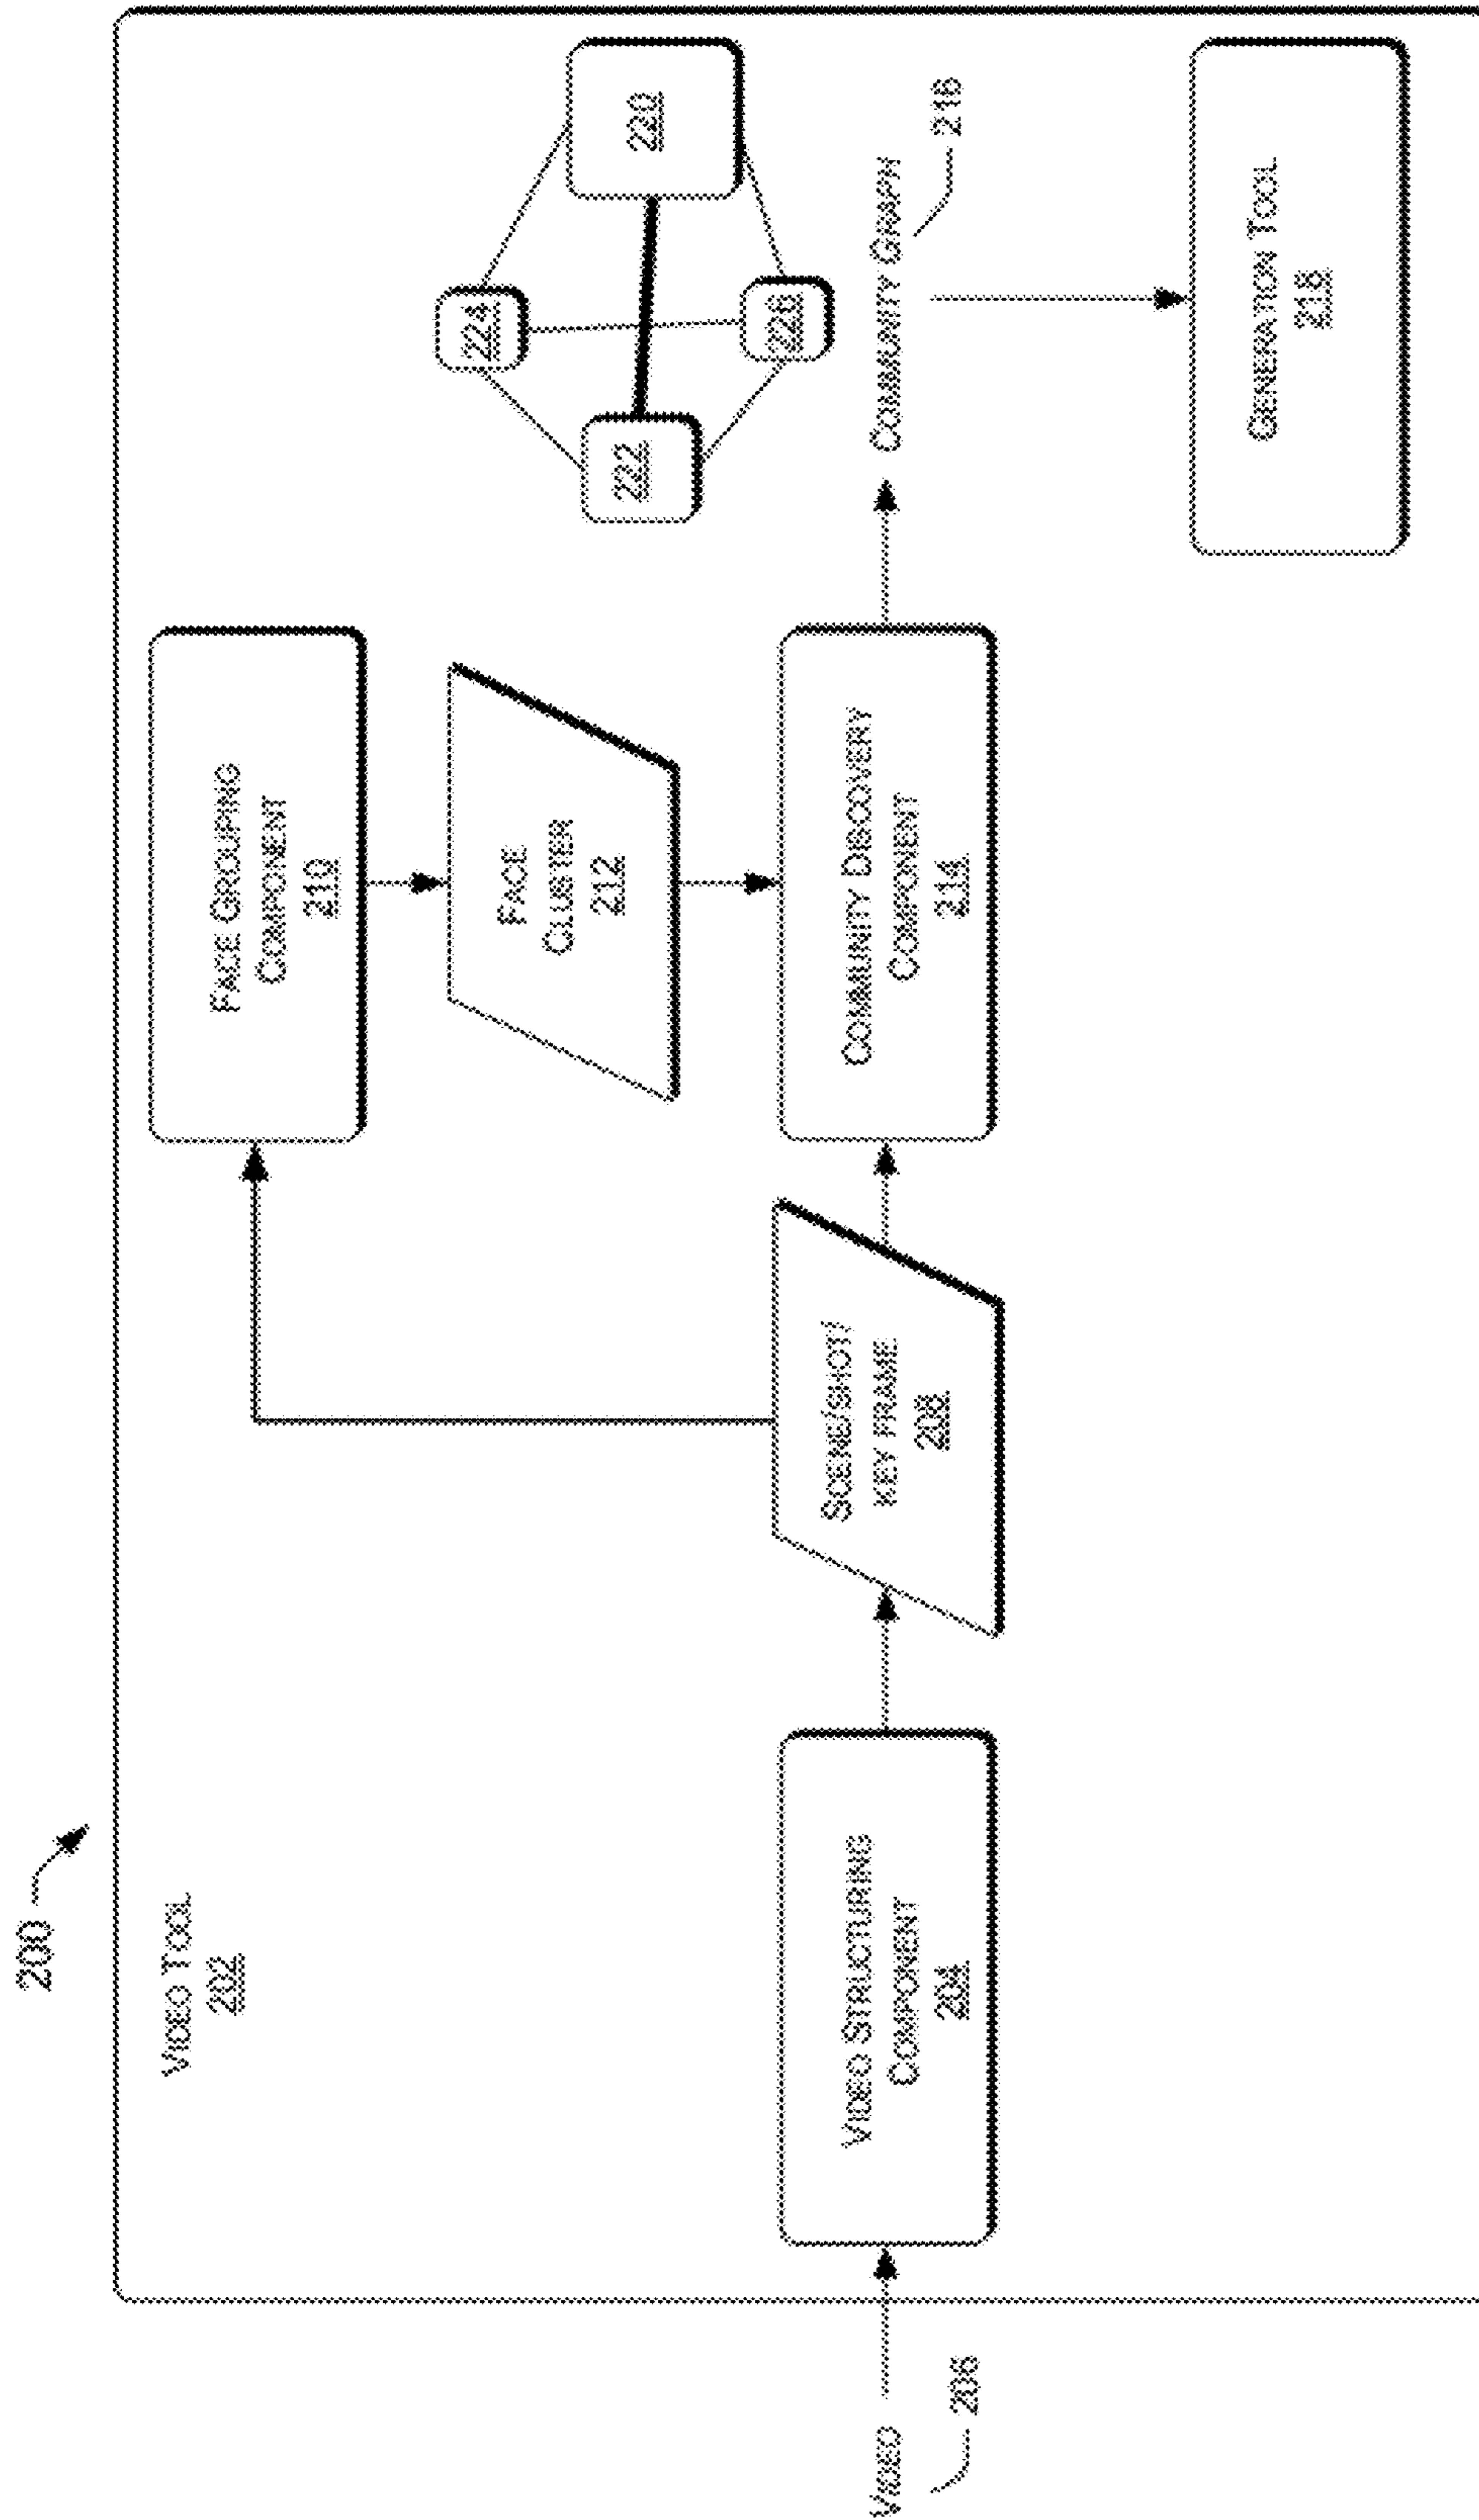 200
VIDEO TOOL
202
FACE GROUPING
COMPONENT
210
FACE
CLUSTER
212
224
222
220
226
VIDEO
206
VIDEO STRUCTURING
COMPONENT
204
SCENE/SHOT/
KEY FRAME
208
COMMUNITY DISCOVERY
COMPONENT
214
COMMUNITY GRAPH
216
GENERATION TOOL
218